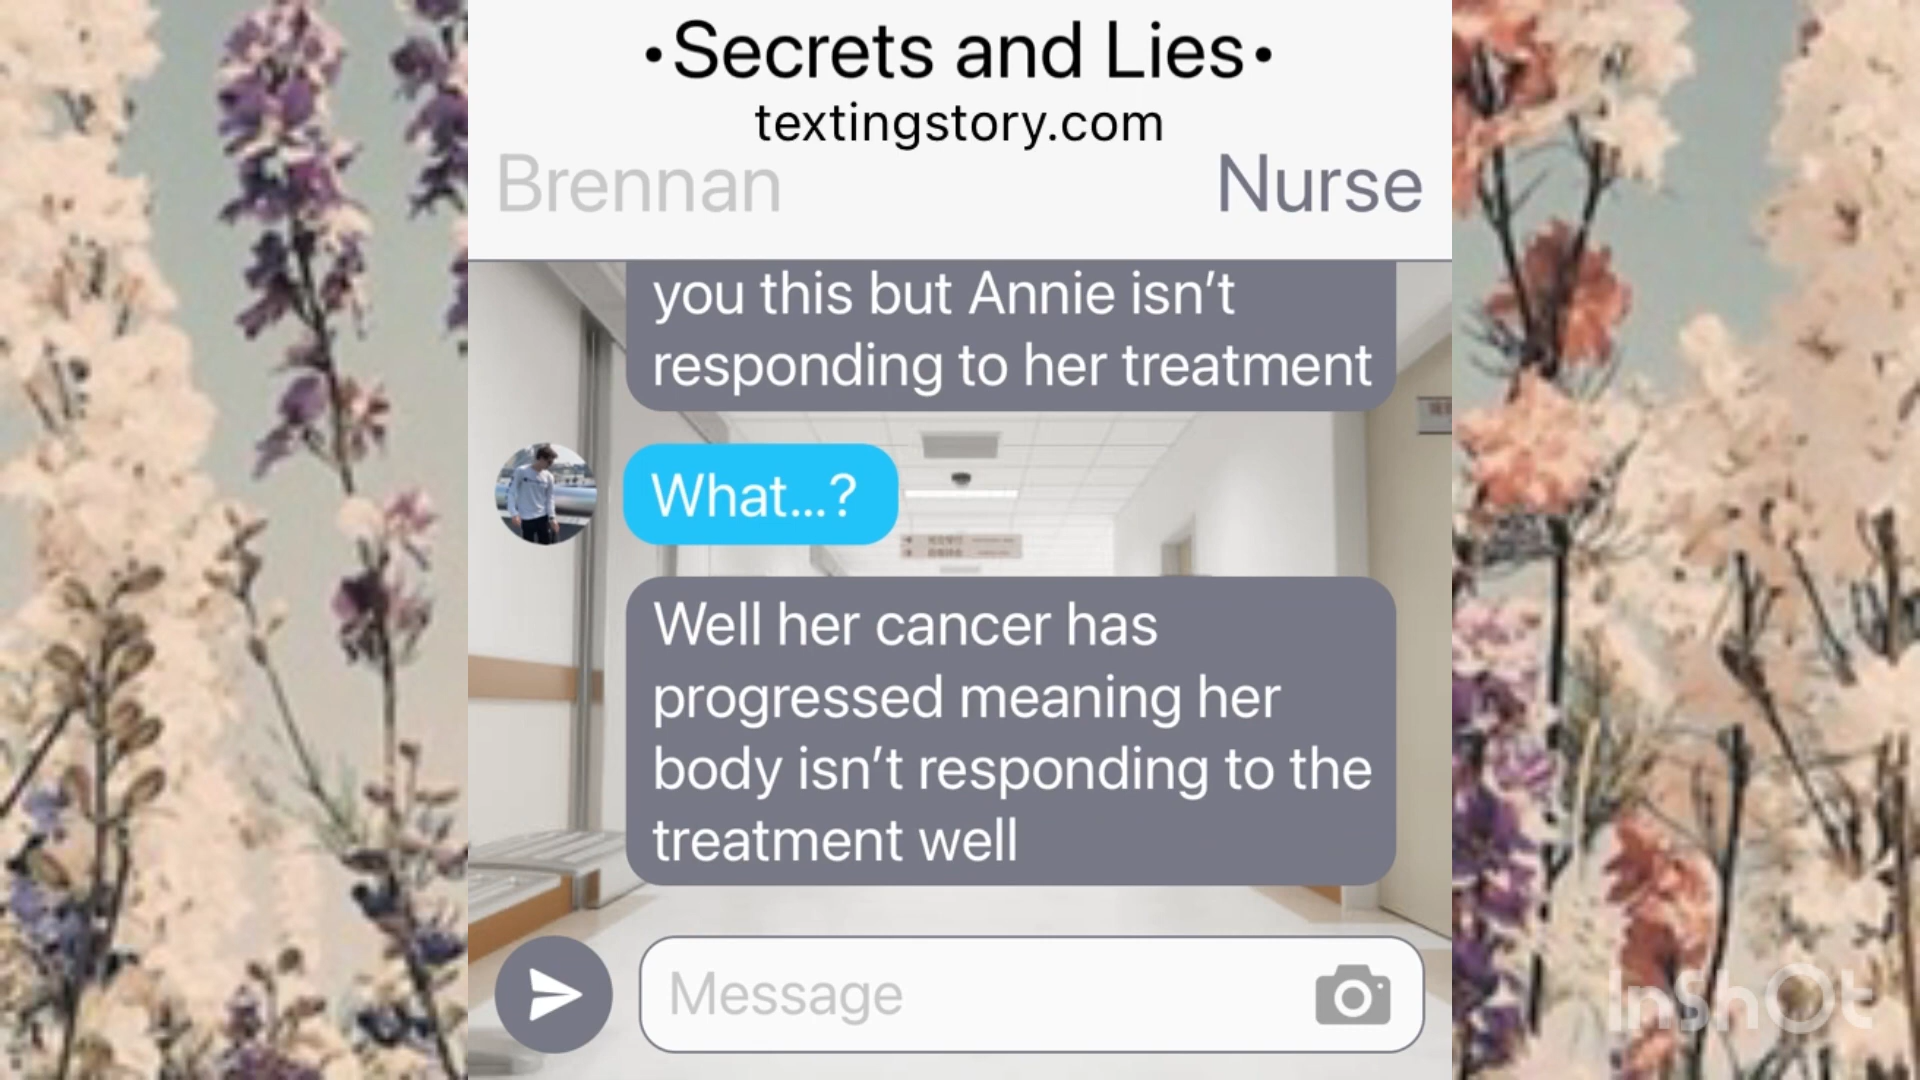 •Secrets and Lies•
textingstory.com
Brennan
Nurse
you this but Annie isn’t
responding to her treatment
What...?
Well her cancer has
progressed meaning her
body isn’t responding to the
treatment well
Message
InShOt